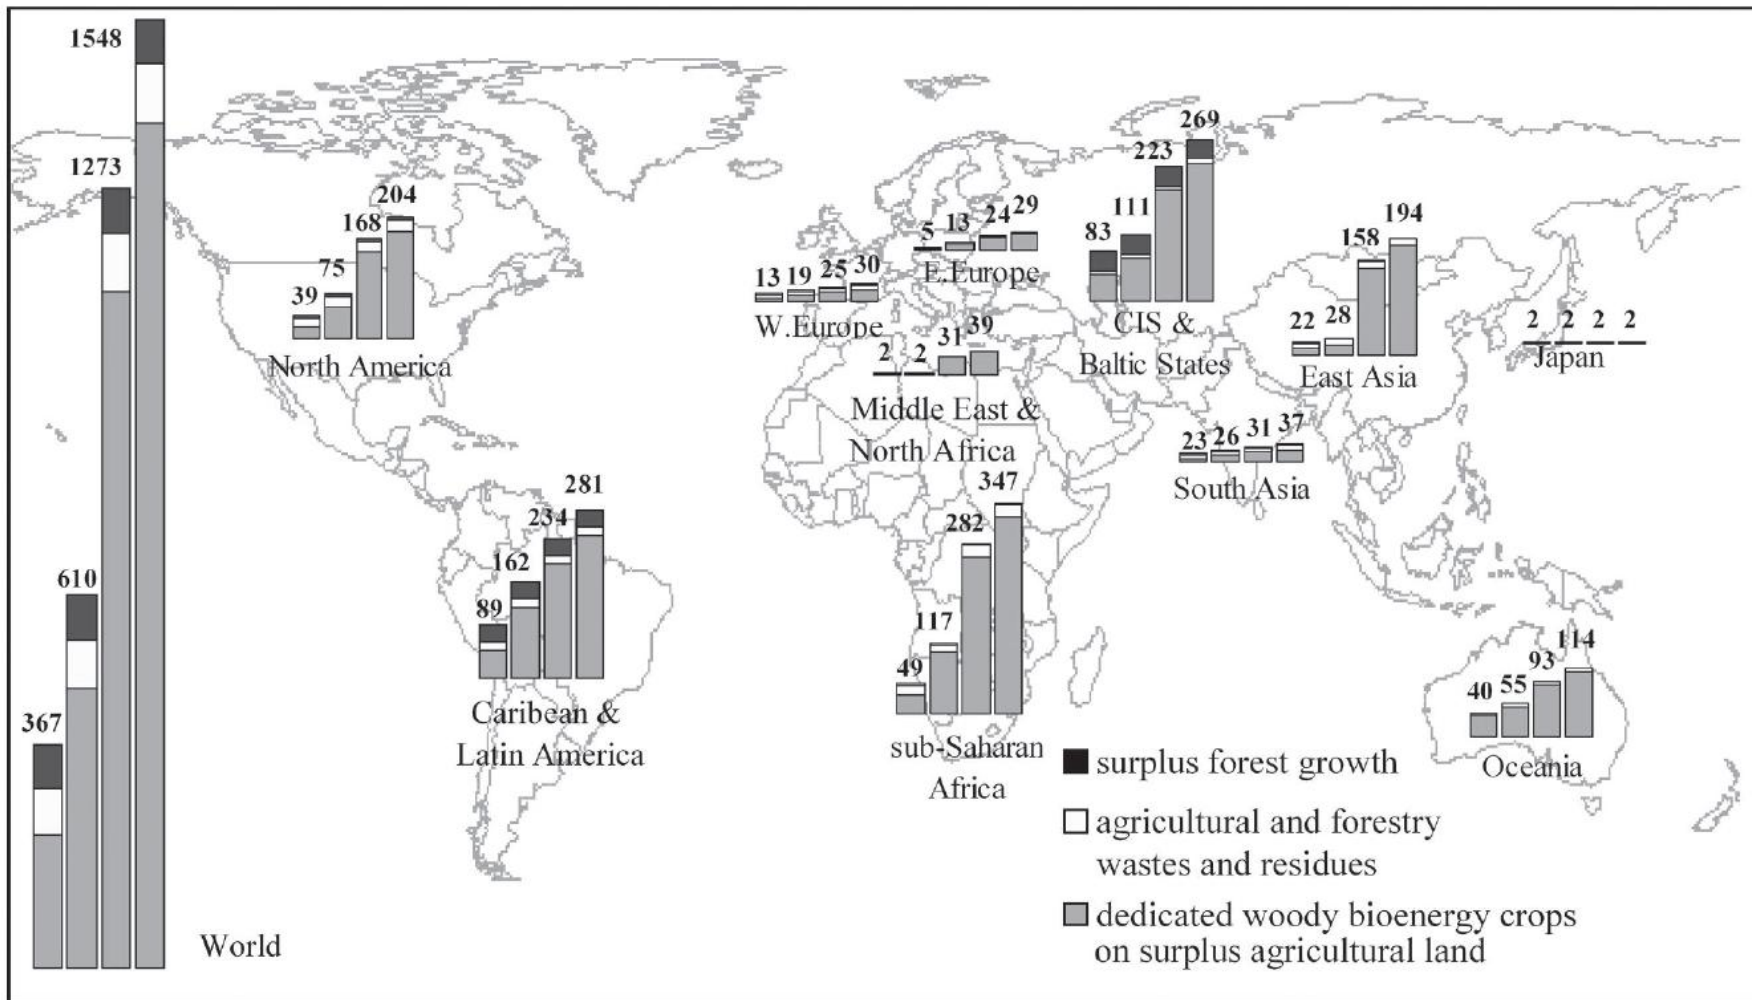 1548
1273
610
367
World
39
75
168
204
North America
89
162
234
281
Caribean &
Latin America
13 19 25 30
W.Europe
5 13 24 29
E.Europe
2 2 31 39
Middle East &
North Africa
49
117
282
347
sub-Saharan
Africa
83
111
223
269
CIS &
Baltic States
22
28
158
194
East Asia
2 2 2 2
Japan
23 26 31 37
South Asia
40
55
93
114
Oceania
surplus forest growth
agricultural and forestry
wastes and residues
dedicated woody bioenergy crops
on surplus agricultural land